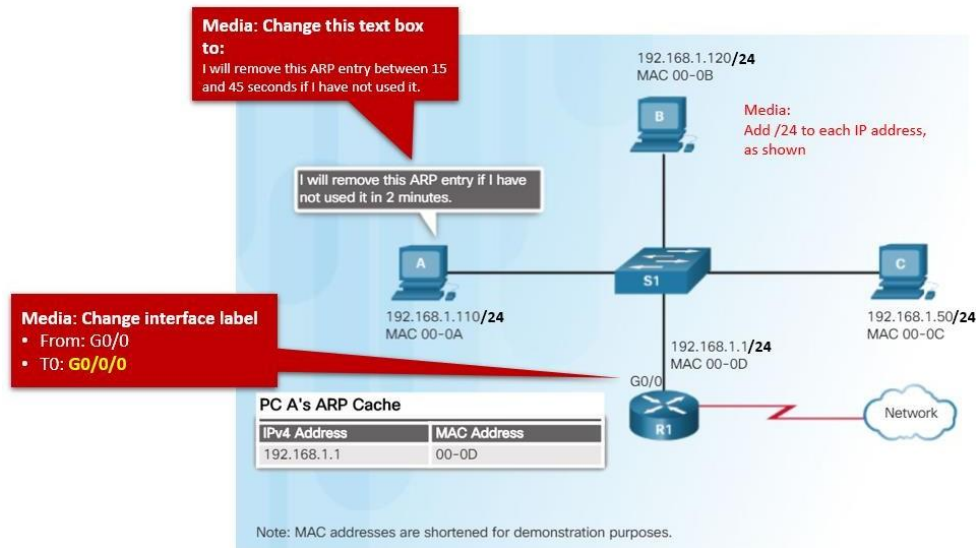 Media: Change this text box
to:
I will remove this ARP entry between 15
and 45 seconds if I have not used it.
192.168.1.120/24
MAC 00-0B
B
Media:
Add /24 to each IP address,
as shown
I will remove this ARP entry if I have
not used it in 2 minutes.
A
S1
C
192.168.1.110/24
MAC 00-0A
192.168.1.50/24
MAC 00-0C
Media: Change interface label
• From: G0/0
• T0: G0/0/0
192.168.1.1/24
MAC 00-0D
G0/0
R1
Network
PC A's ARP Cache
IPv4 Address MAC Address
192.168.1.1 00-0D
Note: MAC addresses are shortened for demonstration purposes.